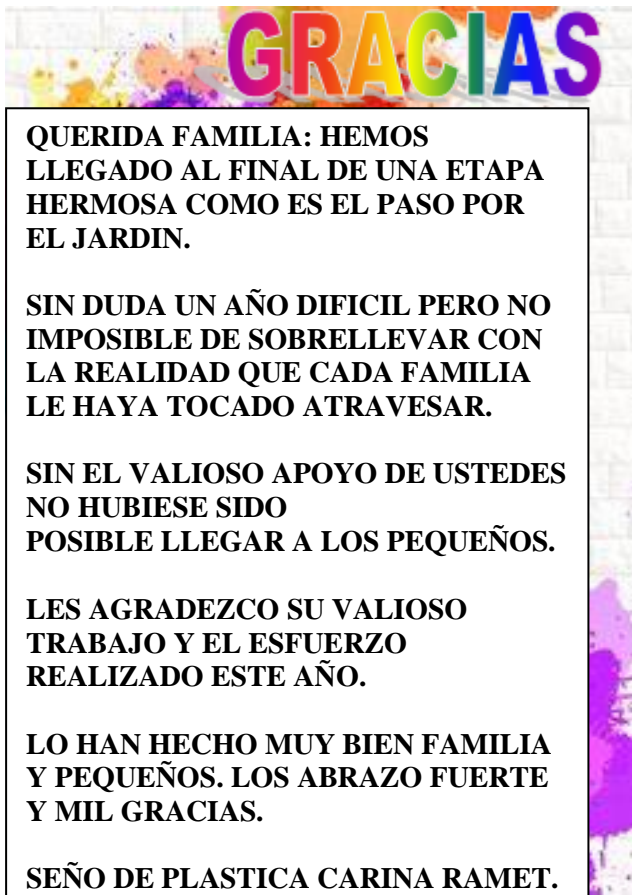 GRACIAS
QUERIDA FAMILIA: HEMOS
LLEGADO AL FINAL DE UNA ETAPA
HERMOSA COMO ES EL PASO POR
EL JARDIN.
SIN DUDA UN AÑO DIFICIL PERO NO
IMPOSIBLE DE SOBRELLEVAR CON
LA REALIDAD QUE CADA FAMILIA
LE HAYA TOCADO ATRAVESAR.
SIN EL VALIOSO APOYO DE USTEDES
NO HUBIESE SIDO
POSIBLE LLEGAR A LOS PEQUEÑOS.
LES AGRADEZCO SU VALIOSO
TRABAJO Y EL ESFUERZO
REALIZADO ESTE AÑO.
LO HAN HECHO MUY BIEN FAMILIA
Y PEQUEÑOS. LOS ABRAZO FUERTE
Y MIL GRACIAS.
SEÑO DE PLASTICA CARINA RAMET.